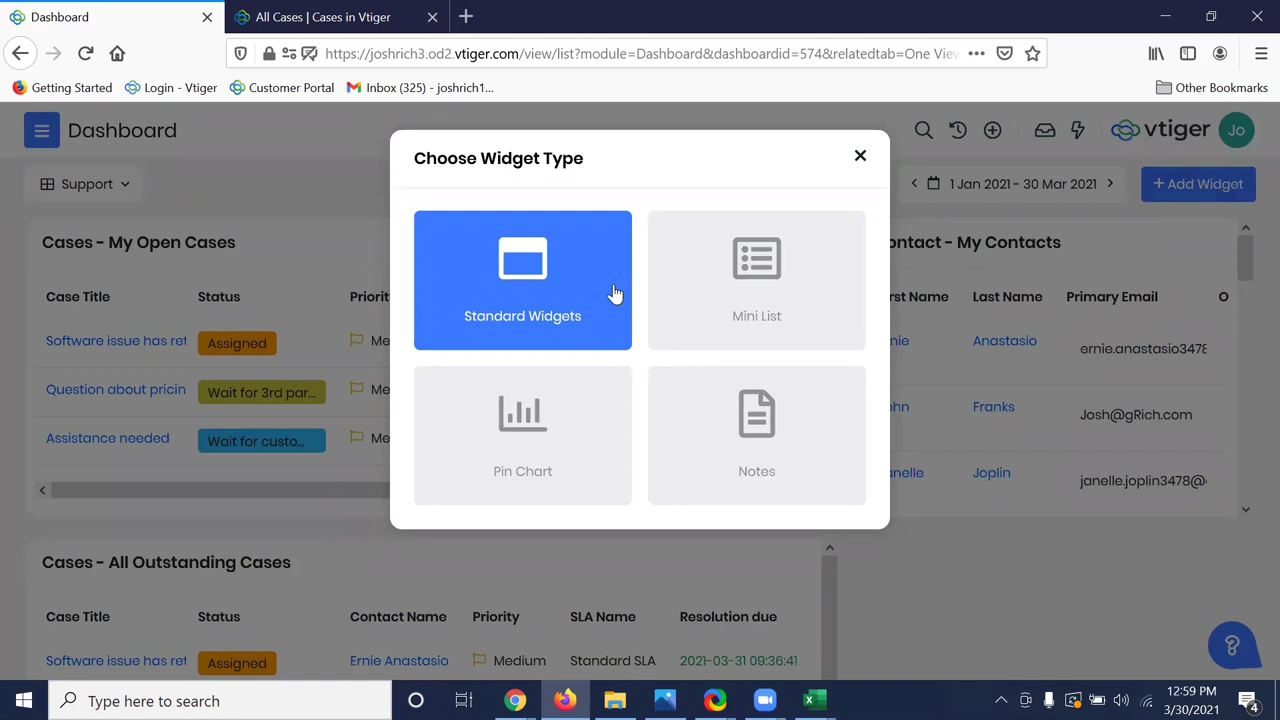 Dashboard
All Cases | Cases in Vtiger
https://joshrich3.od2.vtiger.com/view/list?module=Dashboard&dashboardid=574&relatedtab=One Vie
Getting Started
Login - Vtiger
Customer Portal
Inbox (325) - joshrich1...
Other Bookmarks
Dashboard
vtiger
Jo
Choose Widget Type
Support
1 Jan 2021 - 30 Mar 2021
+ Add Widget
Cases - My Open Cases
ontact - My Contacts
Case Title Status Priorit
rst Name Last Name Primary Email O
Software issue has ret Assigned Me
nie Anastasio ernie.anastasio3478
Question about pricin Wait for 3rd par... Me
ohn Franks Josh@gRich.com
Assistance needed Wait for custo... Me
anelle Joplin janelle.joplin3478@
Standard Widgets
Mini List
Pin Chart
Notes
Cases - All Outstanding Cases
Case Title Status Contact Name Priority SLA Name Resolution due
Software issue has ret Assigned Ernie Anastasio Medium Standard SLA 2021-03-31 09:36:41
?
Type here to search
12:59 PM
3/30/2021
4